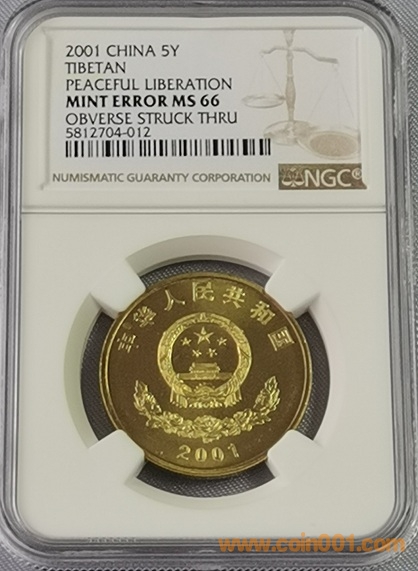 2001 CHINA 5Y
TIBETAN
PEACEFUL LIBERATION
MINT ERROR MS 66
OBVERSE STRUCK THRU
5812704-012
NUMISMATIC GUARANTY CORPORATION NGC®
中华人民共和国
2001
www.coin001.com